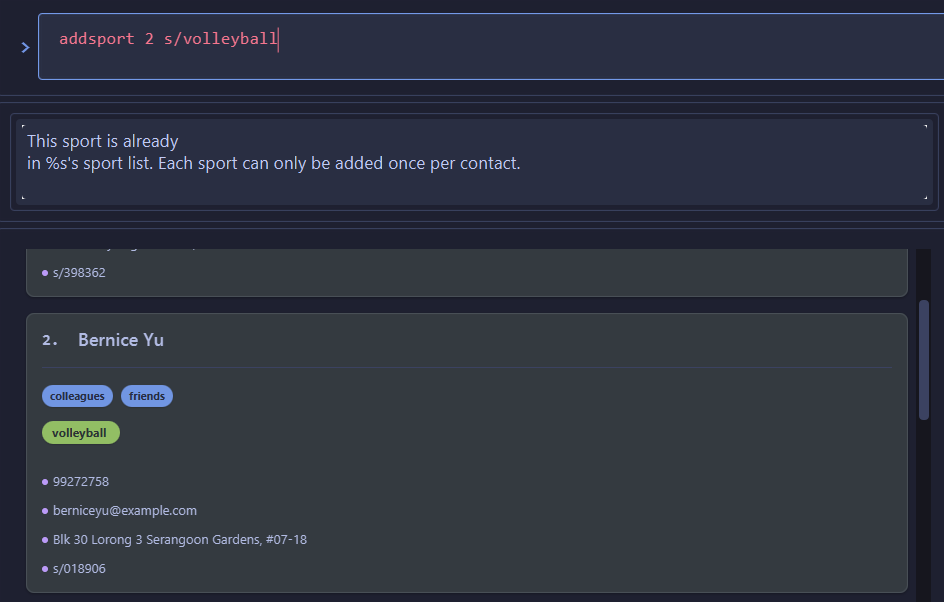 >
addsport 2 s/volleyball
This sport is already
in %s's sport list. Each sport can only be added once per contact.
s/398362
2. Bernice Yu
colleagues friends
volleyball
99272758
berniceyu@example.com
Blk 30 Lorong 3 Serangoon Gardens, #07-18
s/018906